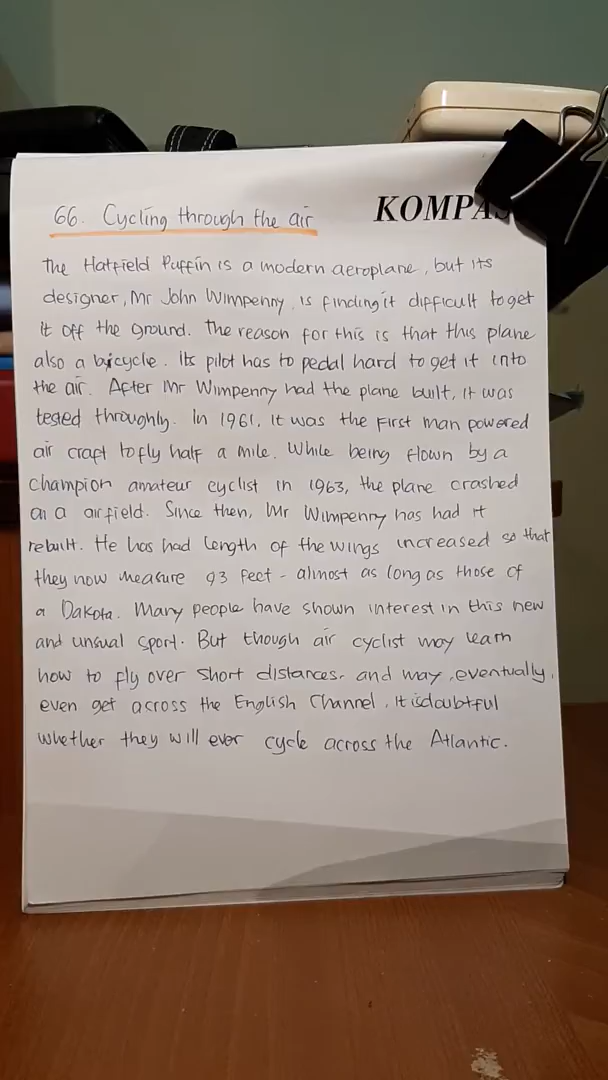 66. Cycling through the air
KOMPAS
The Hatfield Puffin is a modern aeroplane, but its
designer, Mr John Wimpenny, is finding it difficult to get
it off the ground. The reason for this is that this plane
also a bicycle. Its pilot has to pedal hard to get it into
the air. After Mr Wimpenny had the plane built, it was
tested throughly. In 1961, it was the first man powered
air craft to fly half a mile. While being flown by a
champion amateur cyclist in 1963, the plane crashed
on a airfield. Since then, Mr Wimpenny has had it
rebuilt. He has had length of the wings increased so that
they now measure 93 feet - almost as long as those of
a Dakota. Many people have shown interest in this new
and unsual sport. But though air cyclist may learn
how to fly over short distances, and may, eventually,
even get across the English Channel, it is doubtful
whether they will ever cycle across the Atlantic.